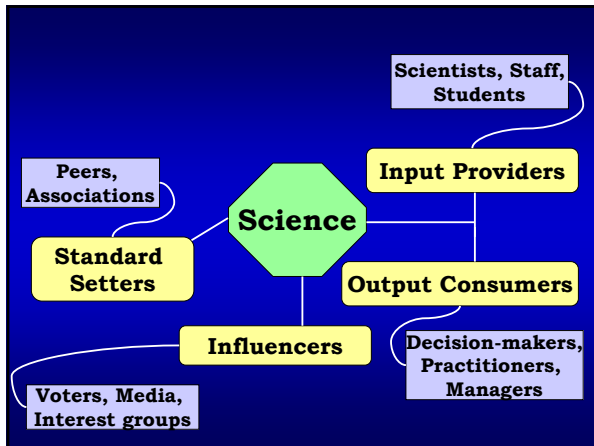 Scientists, Staff,
Students
Input Providers
Peers,
Associations
Science
Standard
Setters
Output Consumers
Influencers
Decision-makers,
Practitioners,
Managers
Voters, Media,
Interest groups